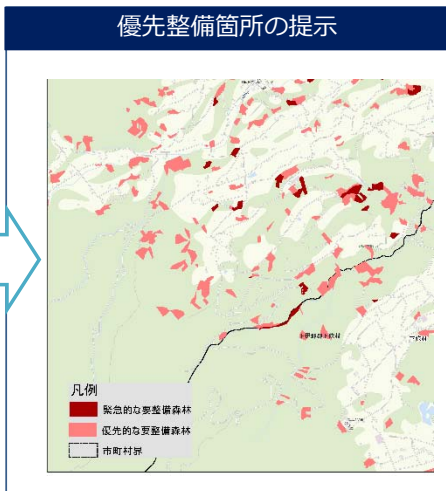 優先整備箇所の提示
凡例
緊急的な要整備森林
優先的な要整備森林
市町村界